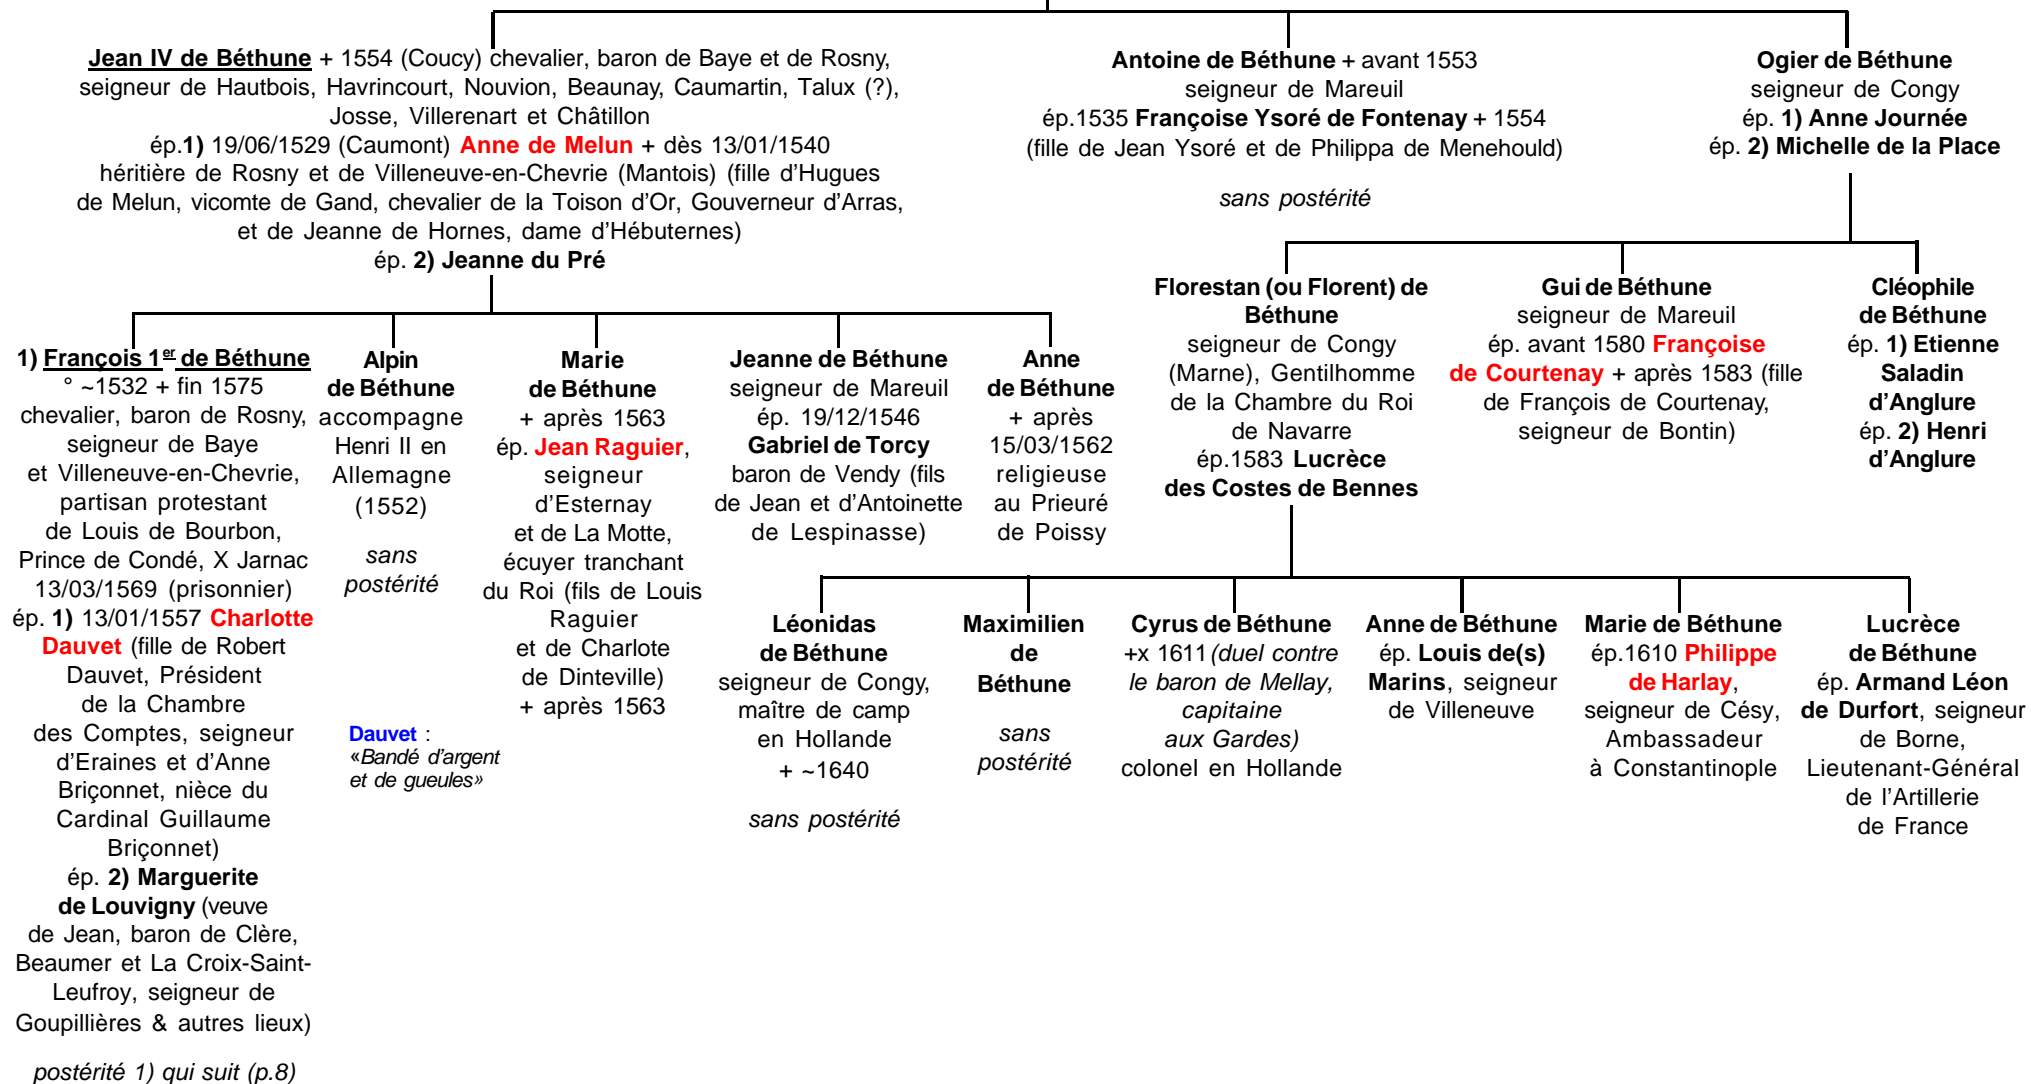 Jean IV de Béthune + 1554 (Coucy) chevalier, baron de Baye et de Rosny,
seigneur de Hautbois, Havrincourt, Nouvion, Beaunay, Caumartin, Talux (?),
Josse, Villerenart et Châtillon
ép.1) 19/06/1529 (Caumont) Anne de Melun + dès 13/01/1540
héritière de Rosny et de Villeneuve-en-Chevrie (Mantois) (fille d'Hugues
de Melun, vicomte de Gand, chevalier de la Toison d'Or, Gouverneur d'Arras,
et de Jeanne de Hornes, dame d'Hébuternes)
ép. 2) Jeanne du Pré
Antoine de Béthune + avant 1553
seigneur de Mareuil
ép.1535 Françoise Ysoré de Fontenay + 1554
(fille de Jean Ysoré et de Philippa de Menehould)
sans postérité
Ogier de Béthune
seigneur de Congy
ép. 1) Anne Journée
ép. 2) Michelle de la Place
1) François 1er de Béthune
° ~1532 + fin 1575
chevalier, baron de Rosny,
seigneur de Baye
et Villeneuve-en-Chevrie,
partisan protestant
de Louis de Bourbon,
Prince de Condé, X Jarnac
13/03/1569 (prisonnier)
ép. 1) 13/01/1557 Charlotte
Dauvet (fille de Robert
Dauvet, Président
de la Chambre
des Comptes, seigneur
d'Eraines et d'Anne
Briçonnet, nièce du
Cardinal Guillaume
Briçonnet)
ép. 2) Marguerite
de Louvigny (veuve
de Jean, baron de Clère,
Beaumer et La Croix-Saint-
Leufroy, seigneur de
Goupillières & autres lieux)
postérité 1) qui suit (p.8)
Alpin
de Béthune
accompagne
Henri II en
Allemagne
(1552)
sans
postérité
Dauvet :
«Bandé d'argent
et de gueules»
Marie
de Béthune
+ après 1563
ép. Jean Raguier,
seigneur
d'Esternay
et de La Motte,
écuyer tranchant
du Roi (fils de Louis
Raguier
et de Charlote
de Dinteville)
+ après 1563
Jeanne de Béthune
seigneur de Mareuil
ép. 19/12/1546
Gabriel de Torcy
baron de Vendy (fils
de Jean et d'Antoinette
de Lespinasse)
Anne
de Béthune
+ après
15/03/1562
religieuse
au Prieuré
de Poissy
Florestan (ou Florent) de
Béthune
seigneur de Congy
(Marne), Gentilhomme
de la Chambre du Roi
de Navarre
ép.1583 Lucrèce
des Costes de Bennes
Gui de Béthune
seigneur de Mareuil
ép. avant 1580 Françoise
de Courtenay + après 1583 (fille
de François de Courtenay,
seigneur de Bontin)
Cléophile
de Béthune
ép. 1) Etienne
Saladin
d'Anglure
ép. 2) Henri
d'Anglure
Léonidas
de Béthune
seigneur de Congy,
maître de camp
en Hollande
+ ~1640
sans postérité
Maximilien
de
Béthune
sans
postérité
Cyrus de Béthune
+x 1611 (duel contre
le baron de Mellay,
capitaine
aux Gardes)
colonel en Hollande
Anne de Béthune
ép. Louis de(s)
Marins, seigneur
de Villeneuve
Marie de Béthune
ép.1610 Philippe
de Harlay,
seigneur de Césy,
Ambassadeur
à Constantinople
Lucrèce
de Béthune
ép. Armand Léon
de Durfort, seigneur
de Borne,
Lieutenant-Général
de l'Artillerie
de France